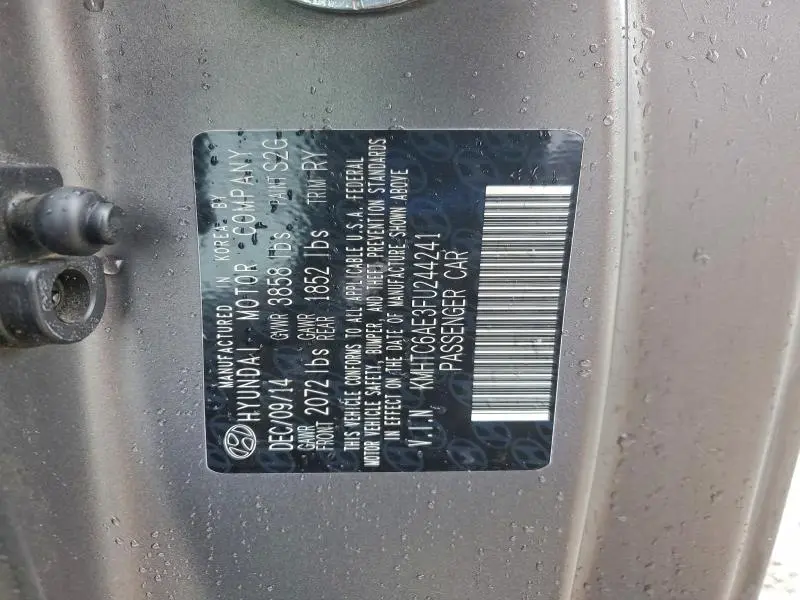 MANUFACTURED IN KOREA BY
HYUNDAI MOTOR COMPANY
DEC/09/14 GVWR 3858 lbs PAINT S2G
GAWR FRONT 2072 lbs GAWR REAR 1852 lbs TRIM RY
THIS VEHICLE CONFORMS TO ALL APPLICABLE U.S.A. FEDERAL
MOTOR VEHICLE SAFETY, BUMPER, AND THEFT PREVENTION STANDARDS
IN EFFECT ON THE DATE OF MANUFACTURE SHOWN ABOVE
V.I.N KMHTC6AE3FU244241
PASSENGER CAR